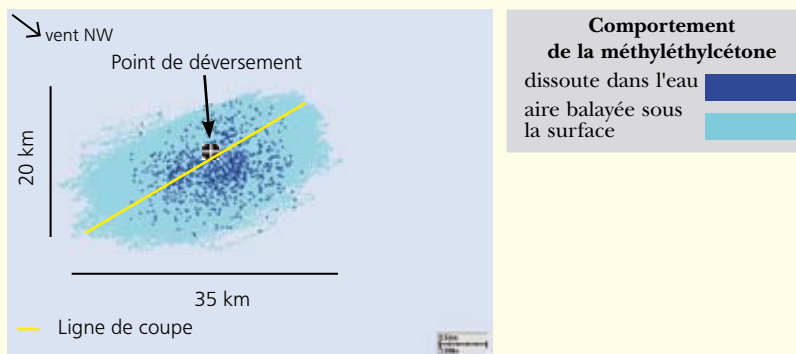 vent NW
Point de déversement
20 km
35 km
Ligne de coupe
Comportement
de la méthyléthylcétone
dissoute dans l'eau
aire balayée sous
la surface